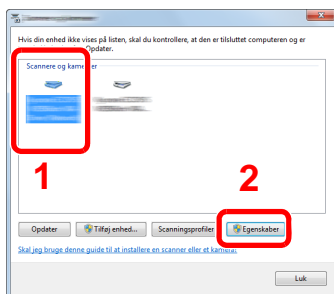 Hvis din enhed ikke vises på listen, skal du kontrollere, at den er tilsluttet computeren og er
Opdater.
Scannere og kameraer
1
2
Opdater
Tilføj enhed...
Scanningsprofiler
Egenskaber
Skal jeg bruge denne guide til at installere en scanner eller et kamera?
Luk